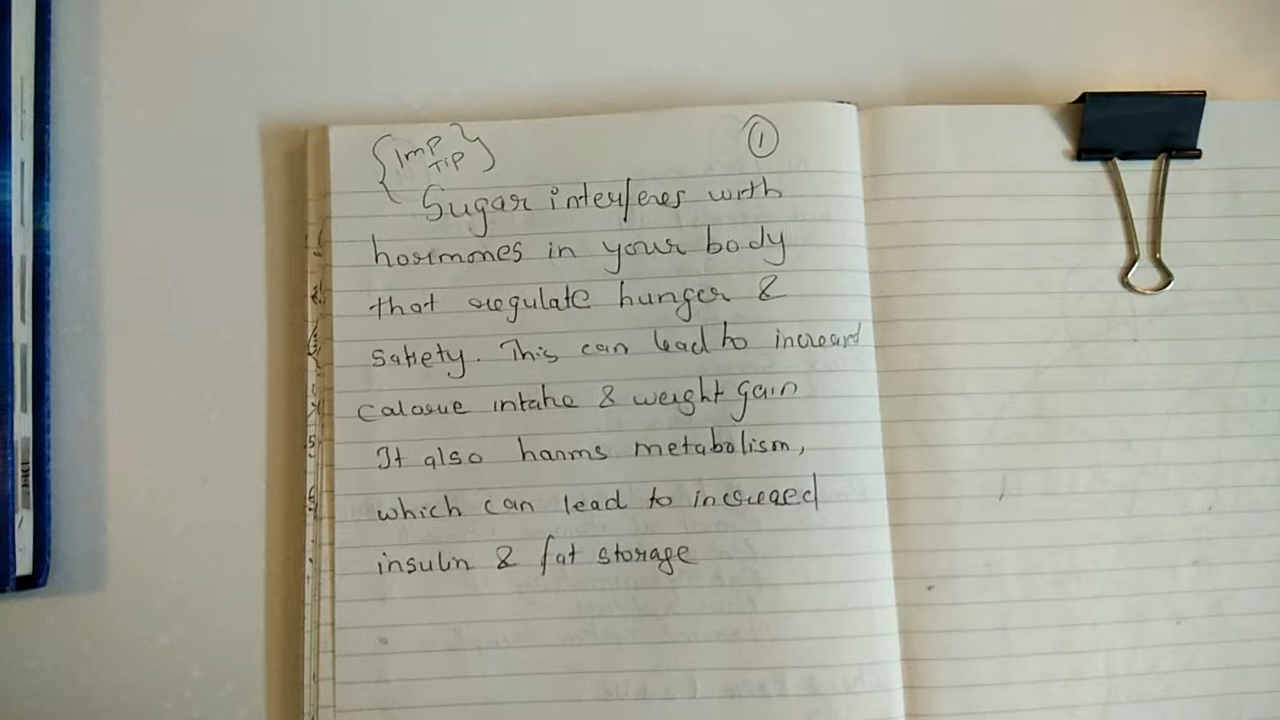 {Imp TIP}
①
Sugar interferes with
hormones in your body
that regulate hunger &
satiety. This can lead to increased
calorie intake & weight gain
It also harms metabolism,
which can lead to increased
insulin & fat storage